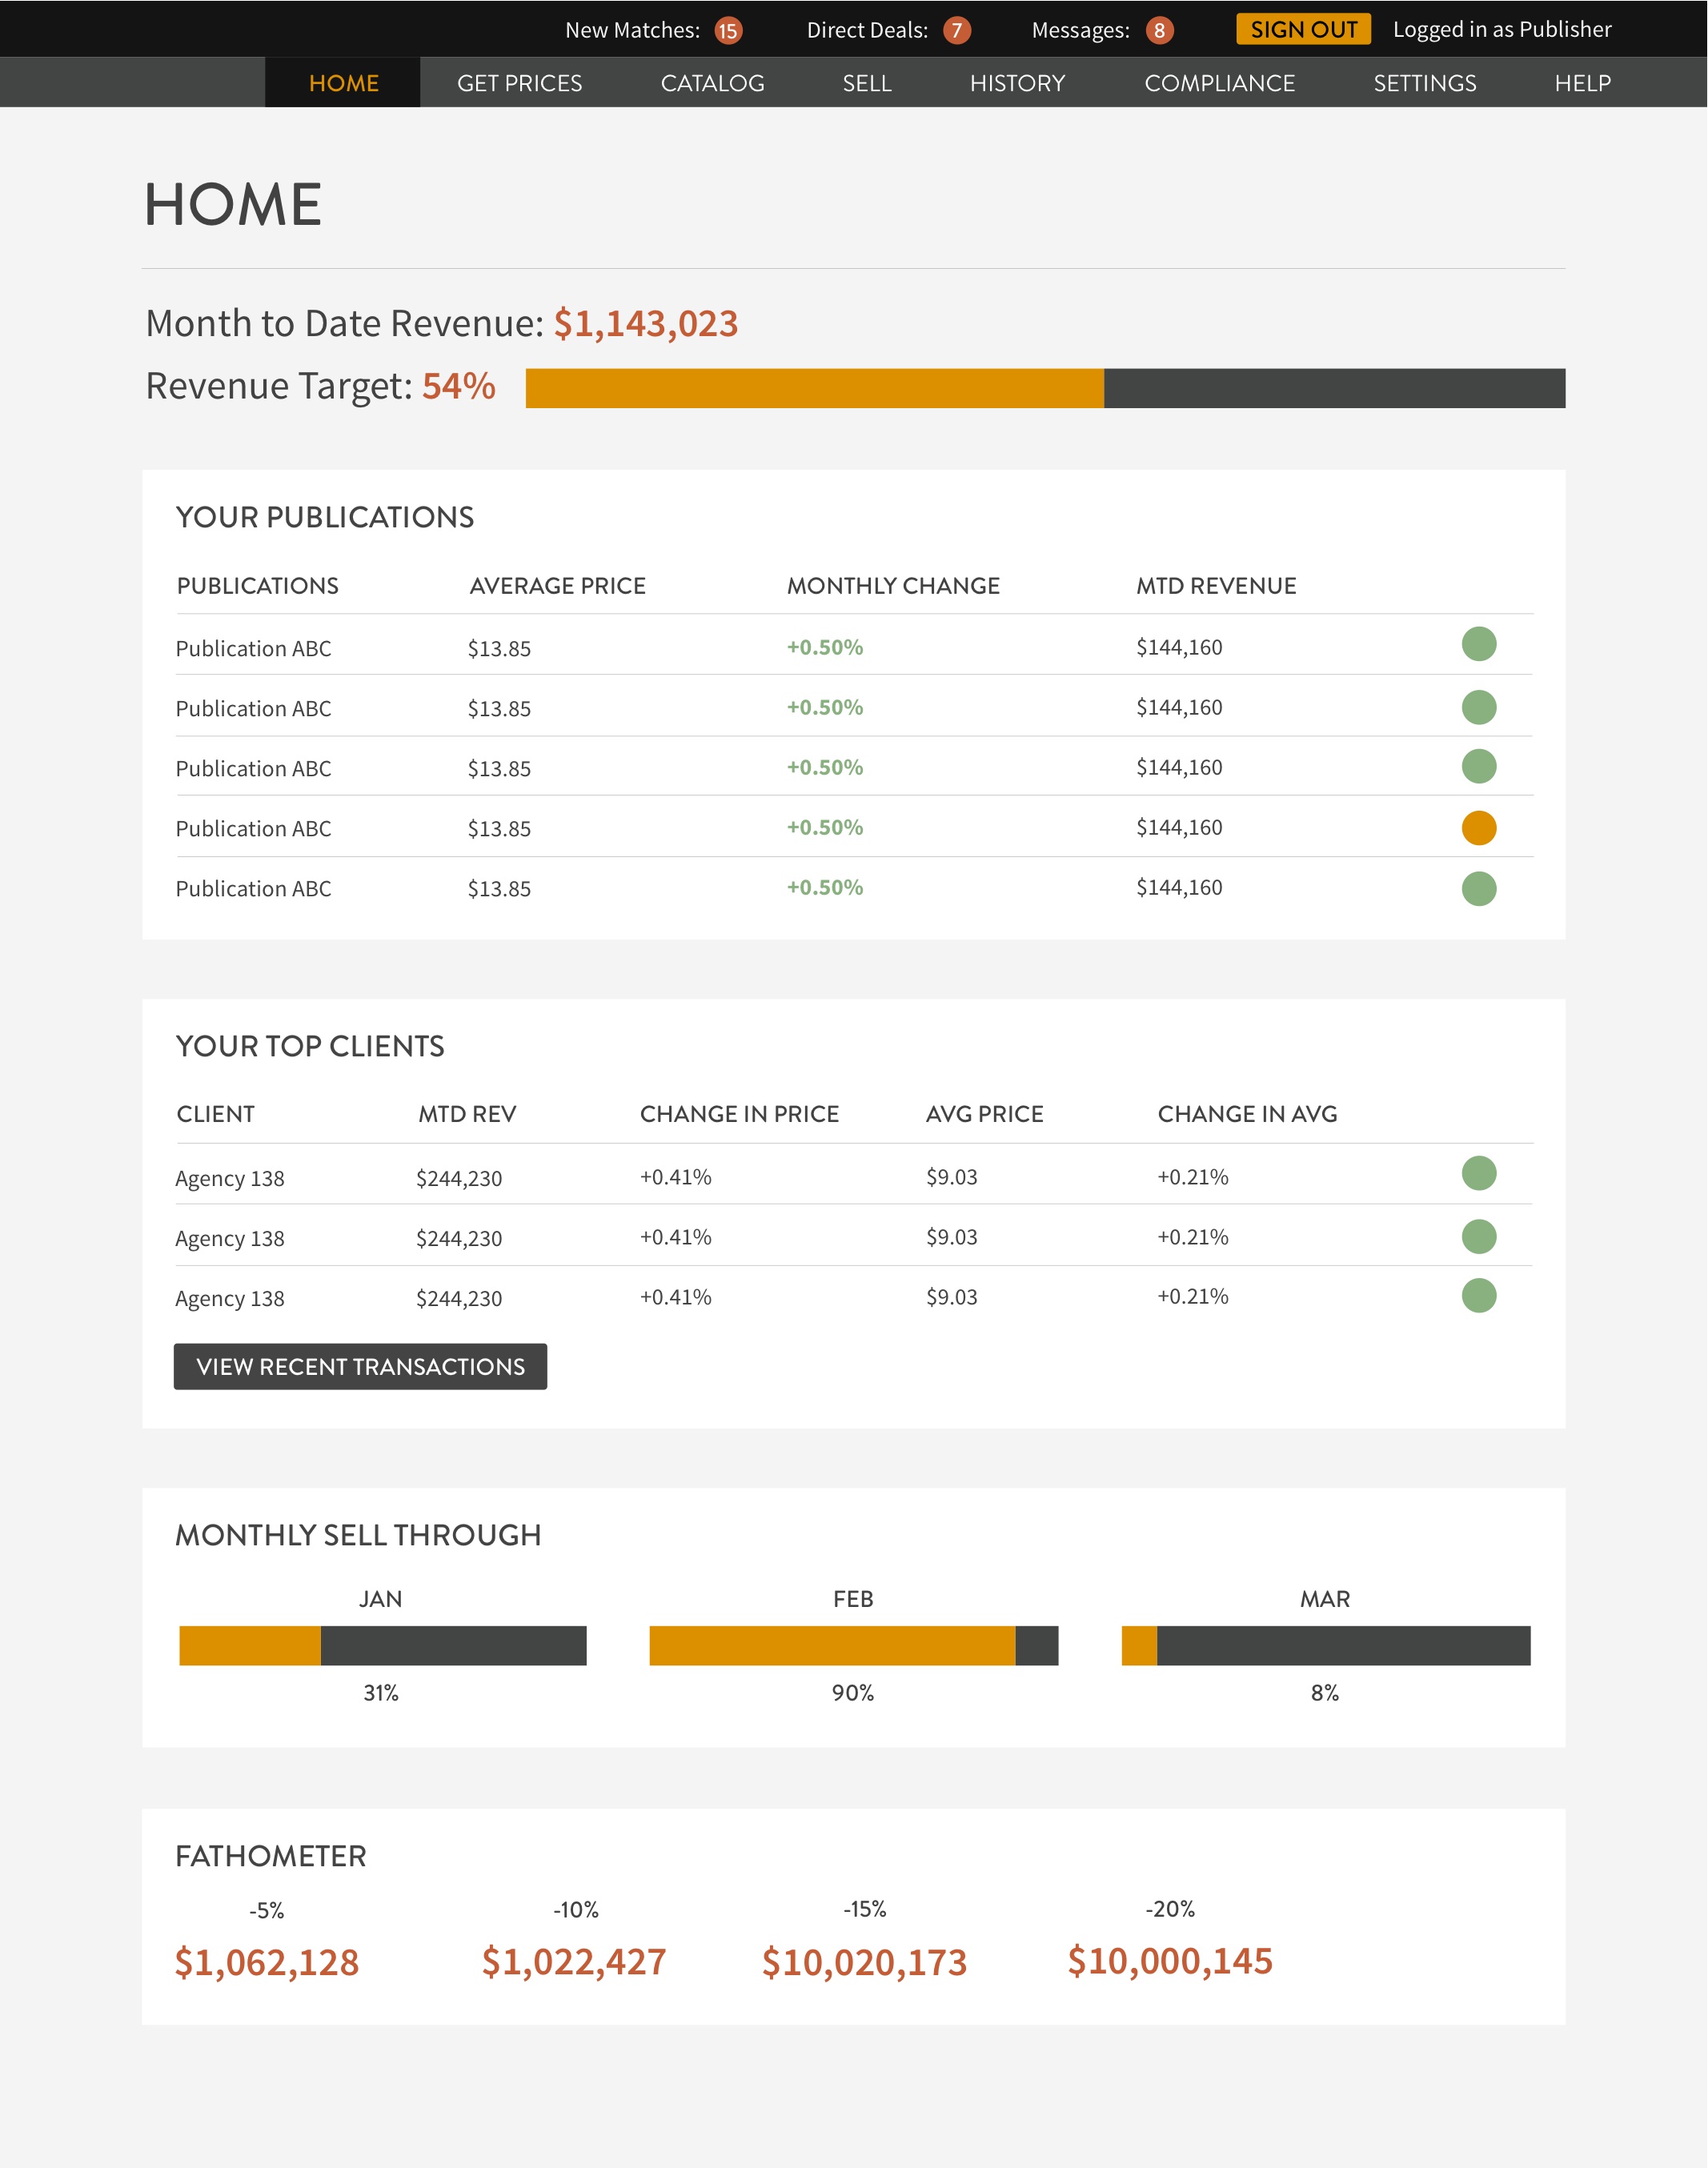 New Matches: 15 Direct Deals: 7 Messages: 8 SIGN OUT Logged in as Publisher
HOME GET PRICES CATALOG SELL HISTORY COMPLIANCE SETTINGS HELP
HOME
Month to Date Revenue: $1,143,023
Revenue Target: 54%
YOUR PUBLICATIONS
PUBLICATIONS AVERAGE PRICE MONTHLY CHANGE MTD REVENUE
Publication ABC $13.85 +0.50% $144,160
Publication ABC $13.85 +0.50% $144,160
Publication ABC $13.85 +0.50% $144,160
Publication ABC $13.85 +0.50% $144,160
Publication ABC $13.85 +0.50% $144,160
YOUR TOP CLIENTS
CLIENT MTD REV CHANGE IN PRICE AVG PRICE CHANGE IN AVG
Agency 138 $244,230 +0.41% $9.03 +0.21%
Agency 138 $244,230 +0.41% $9.03 +0.21%
Agency 138 $244,230 +0.41% $9.03 +0.21%
VIEW RECENT TRANSACTIONS
MONTHLY SELL THROUGH
JAN FEB MAR
31% 90% 8%
FATHOMETER
-5% -10% -15% -20%
$1,062,128 $1,022,427 $10,020,173 $10,000,145